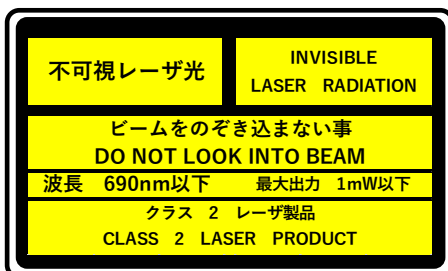 不可視レーザ光
INVISIBLE
LASER RADIATION
ビームをのぞき込まない事
DO NOT LOOK INTO BEAM
波長 690nm以下 最大出力 1mW以下
クラス 2 レーザ製品
CLASS 2 LASER PRODUCT